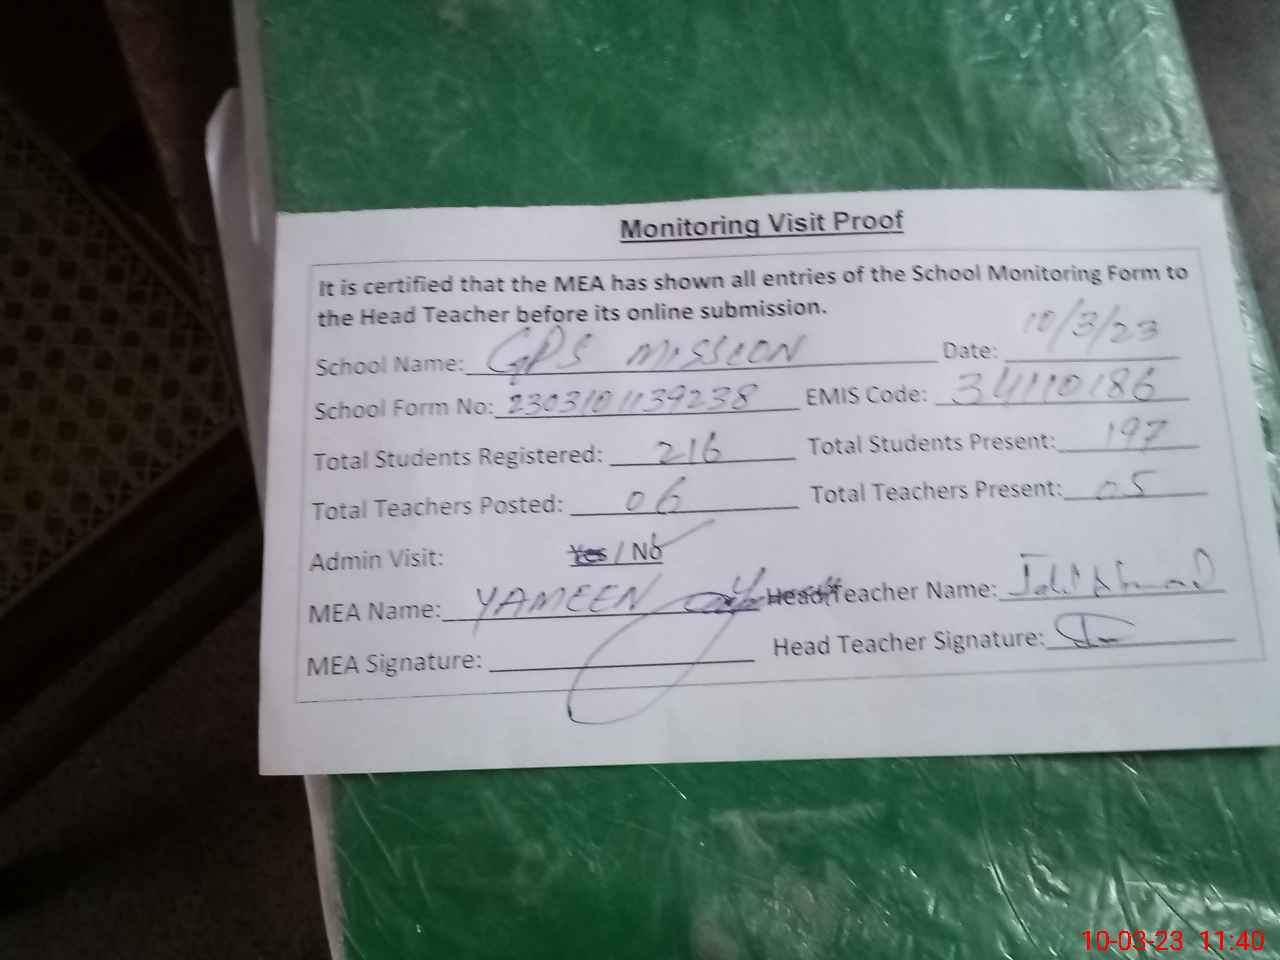 Monitoring Visit Proof
It is certified that the MEA has shown all entries of the School Monitoring Form to
the Head Teacher before its online submission.
School Name: GPS MISSION Date: 10/3/23
School Form No: 2303101139238 EMIS Code: 34110186
Total Students Registered: 216 Total Students Present: 197
Total Teachers Posted: 06 Total Teachers Present: 05
Admin Visit: Yes / No
MEA Name: YAMEEN Head/Teacher Name:
MEA Signature: Head Teacher Signature:
10-03-23 11:40